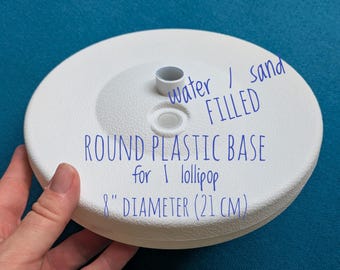 water / sand
FILLED
ROUND PLASTIC BASE
for 1 lollipop
8" DIAMETER (21 CM)